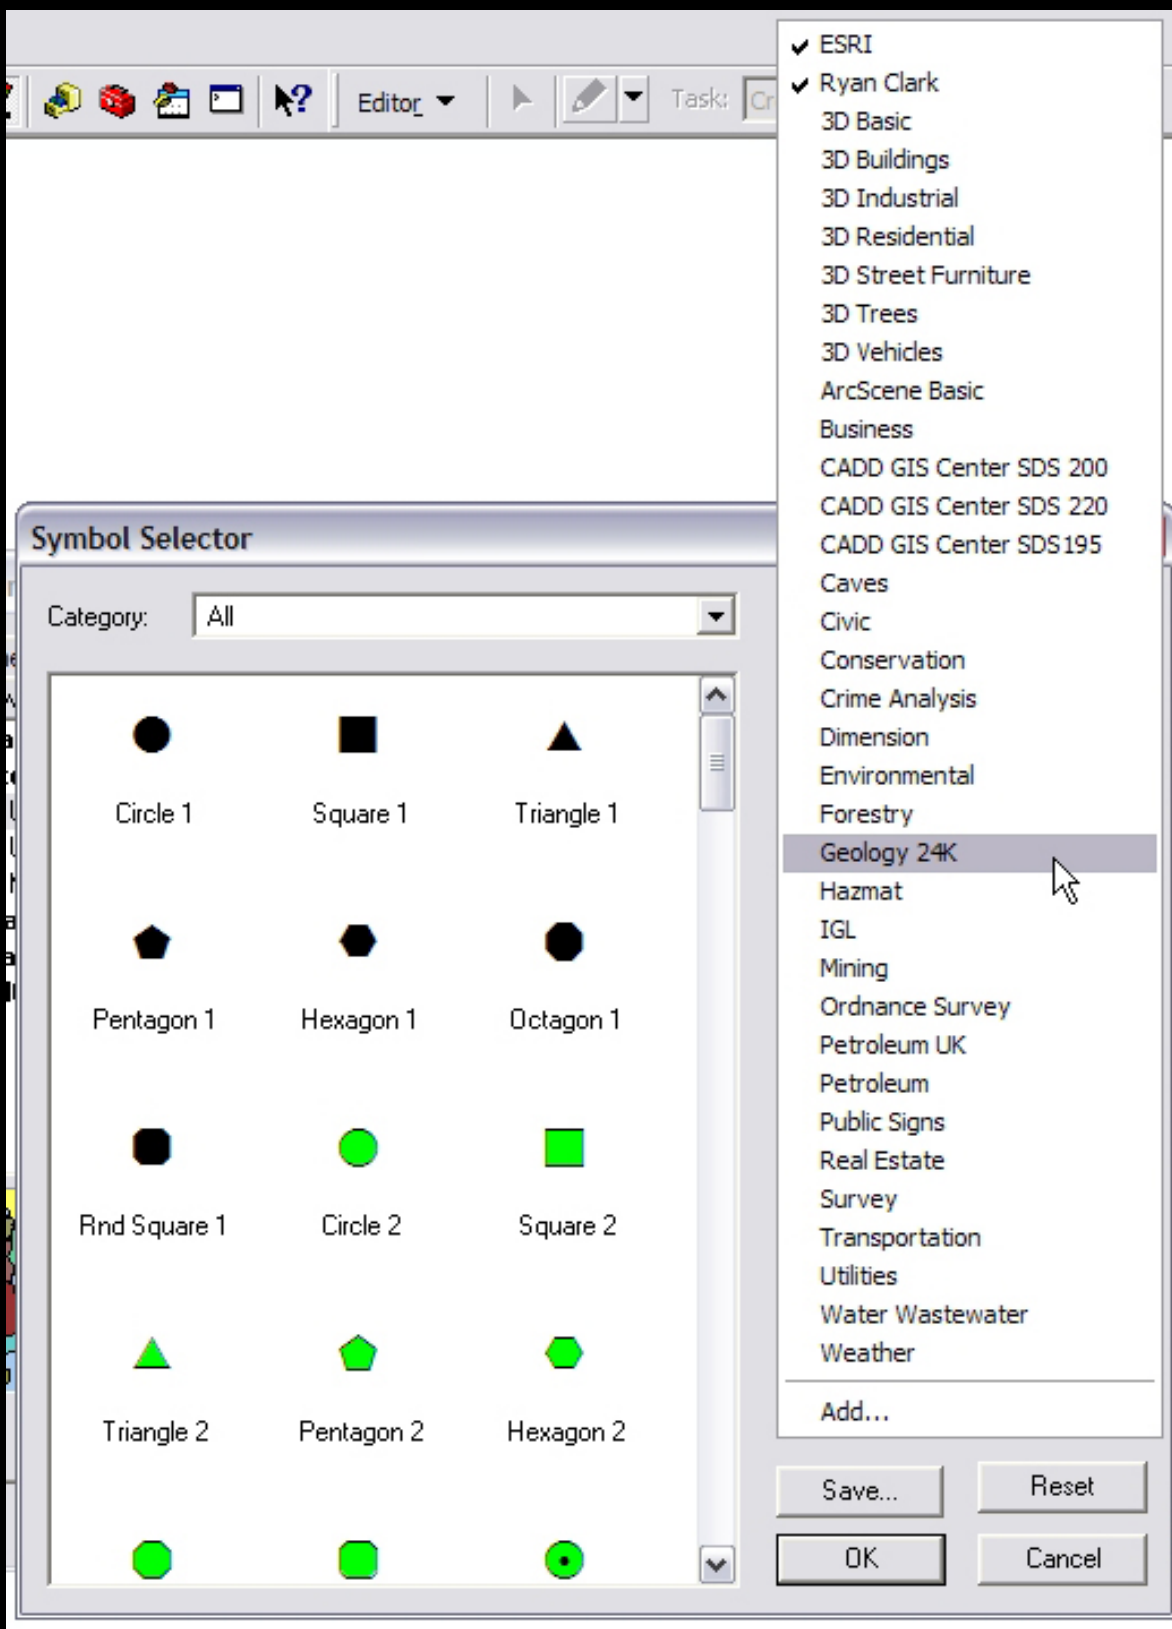 Editor
Task:
ESRI
Ryan Clark
3D Basic
3D Buildings
3D Industrial
3D Residential
3D Street Furniture
3D Trees
3D Vehicles
ArcScene Basic
Business
CADD GIS Center SDS 200
CADD GIS Center SDS 220
CADD GIS Center SDS195
Caves
Civic
Conservation
Crime Analysis
Dimension
Environmental
Forestry
Geology 24K
Hazmat
IGL
Mining
Ordnance Survey
Petroleum UK
Petroleum
Public Signs
Real Estate
Survey
Transportation
Utilities
Water Wastewater
Weather
Add...
Symbol Selector
Category: All
Circle 1 Square 1 Triangle 1
Pentagon 1 Hexagon 1 Octagon 1
Rnd Square 1 Circle 2 Square 2
Triangle 2 Pentagon 2 Hexagon 2
Save... Reset
OK Cancel